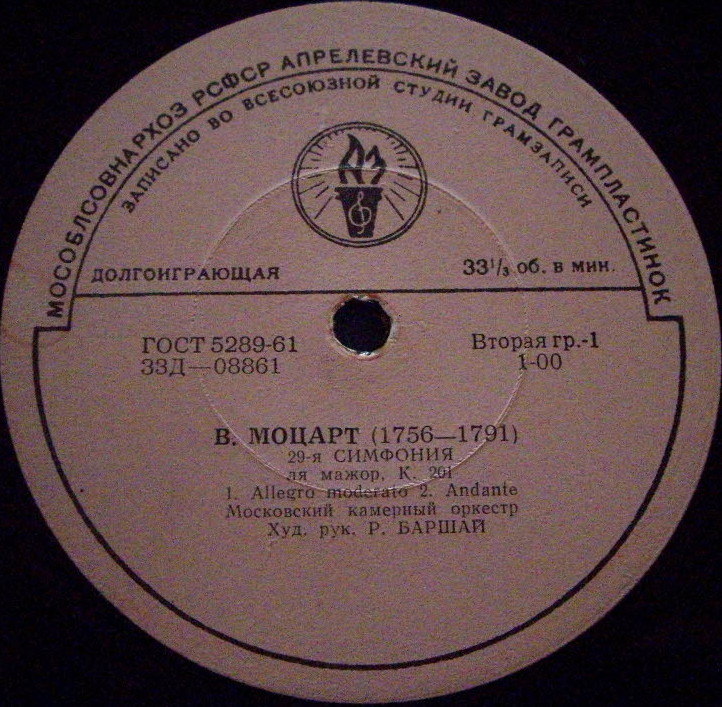 МОСОБЛСОВНАРХОЗ РСФСР АПРЕЛЕВСКИЙ ЗАВОД ГРАМПЛАСТИНОК
ЗАПИСАНО ВО ВСЕСОЮЗНОЙ СТУДИИ ГРАМЗАПИСИ
АЗ
ДОЛГОИГРАЮЩАЯ 33⅓ об. в мин.
ГОСТ 5289-61 Вторая гр.-1
33Д—08861 1-00
В. МОЦАРТ (1756—1791)
29-я СИМФОНИЯ
ля мажор, К. 201
1. Allegro moderato 2. Andante
Московский камерный оркестр
Худ. рук. Р. БАРШАЙ